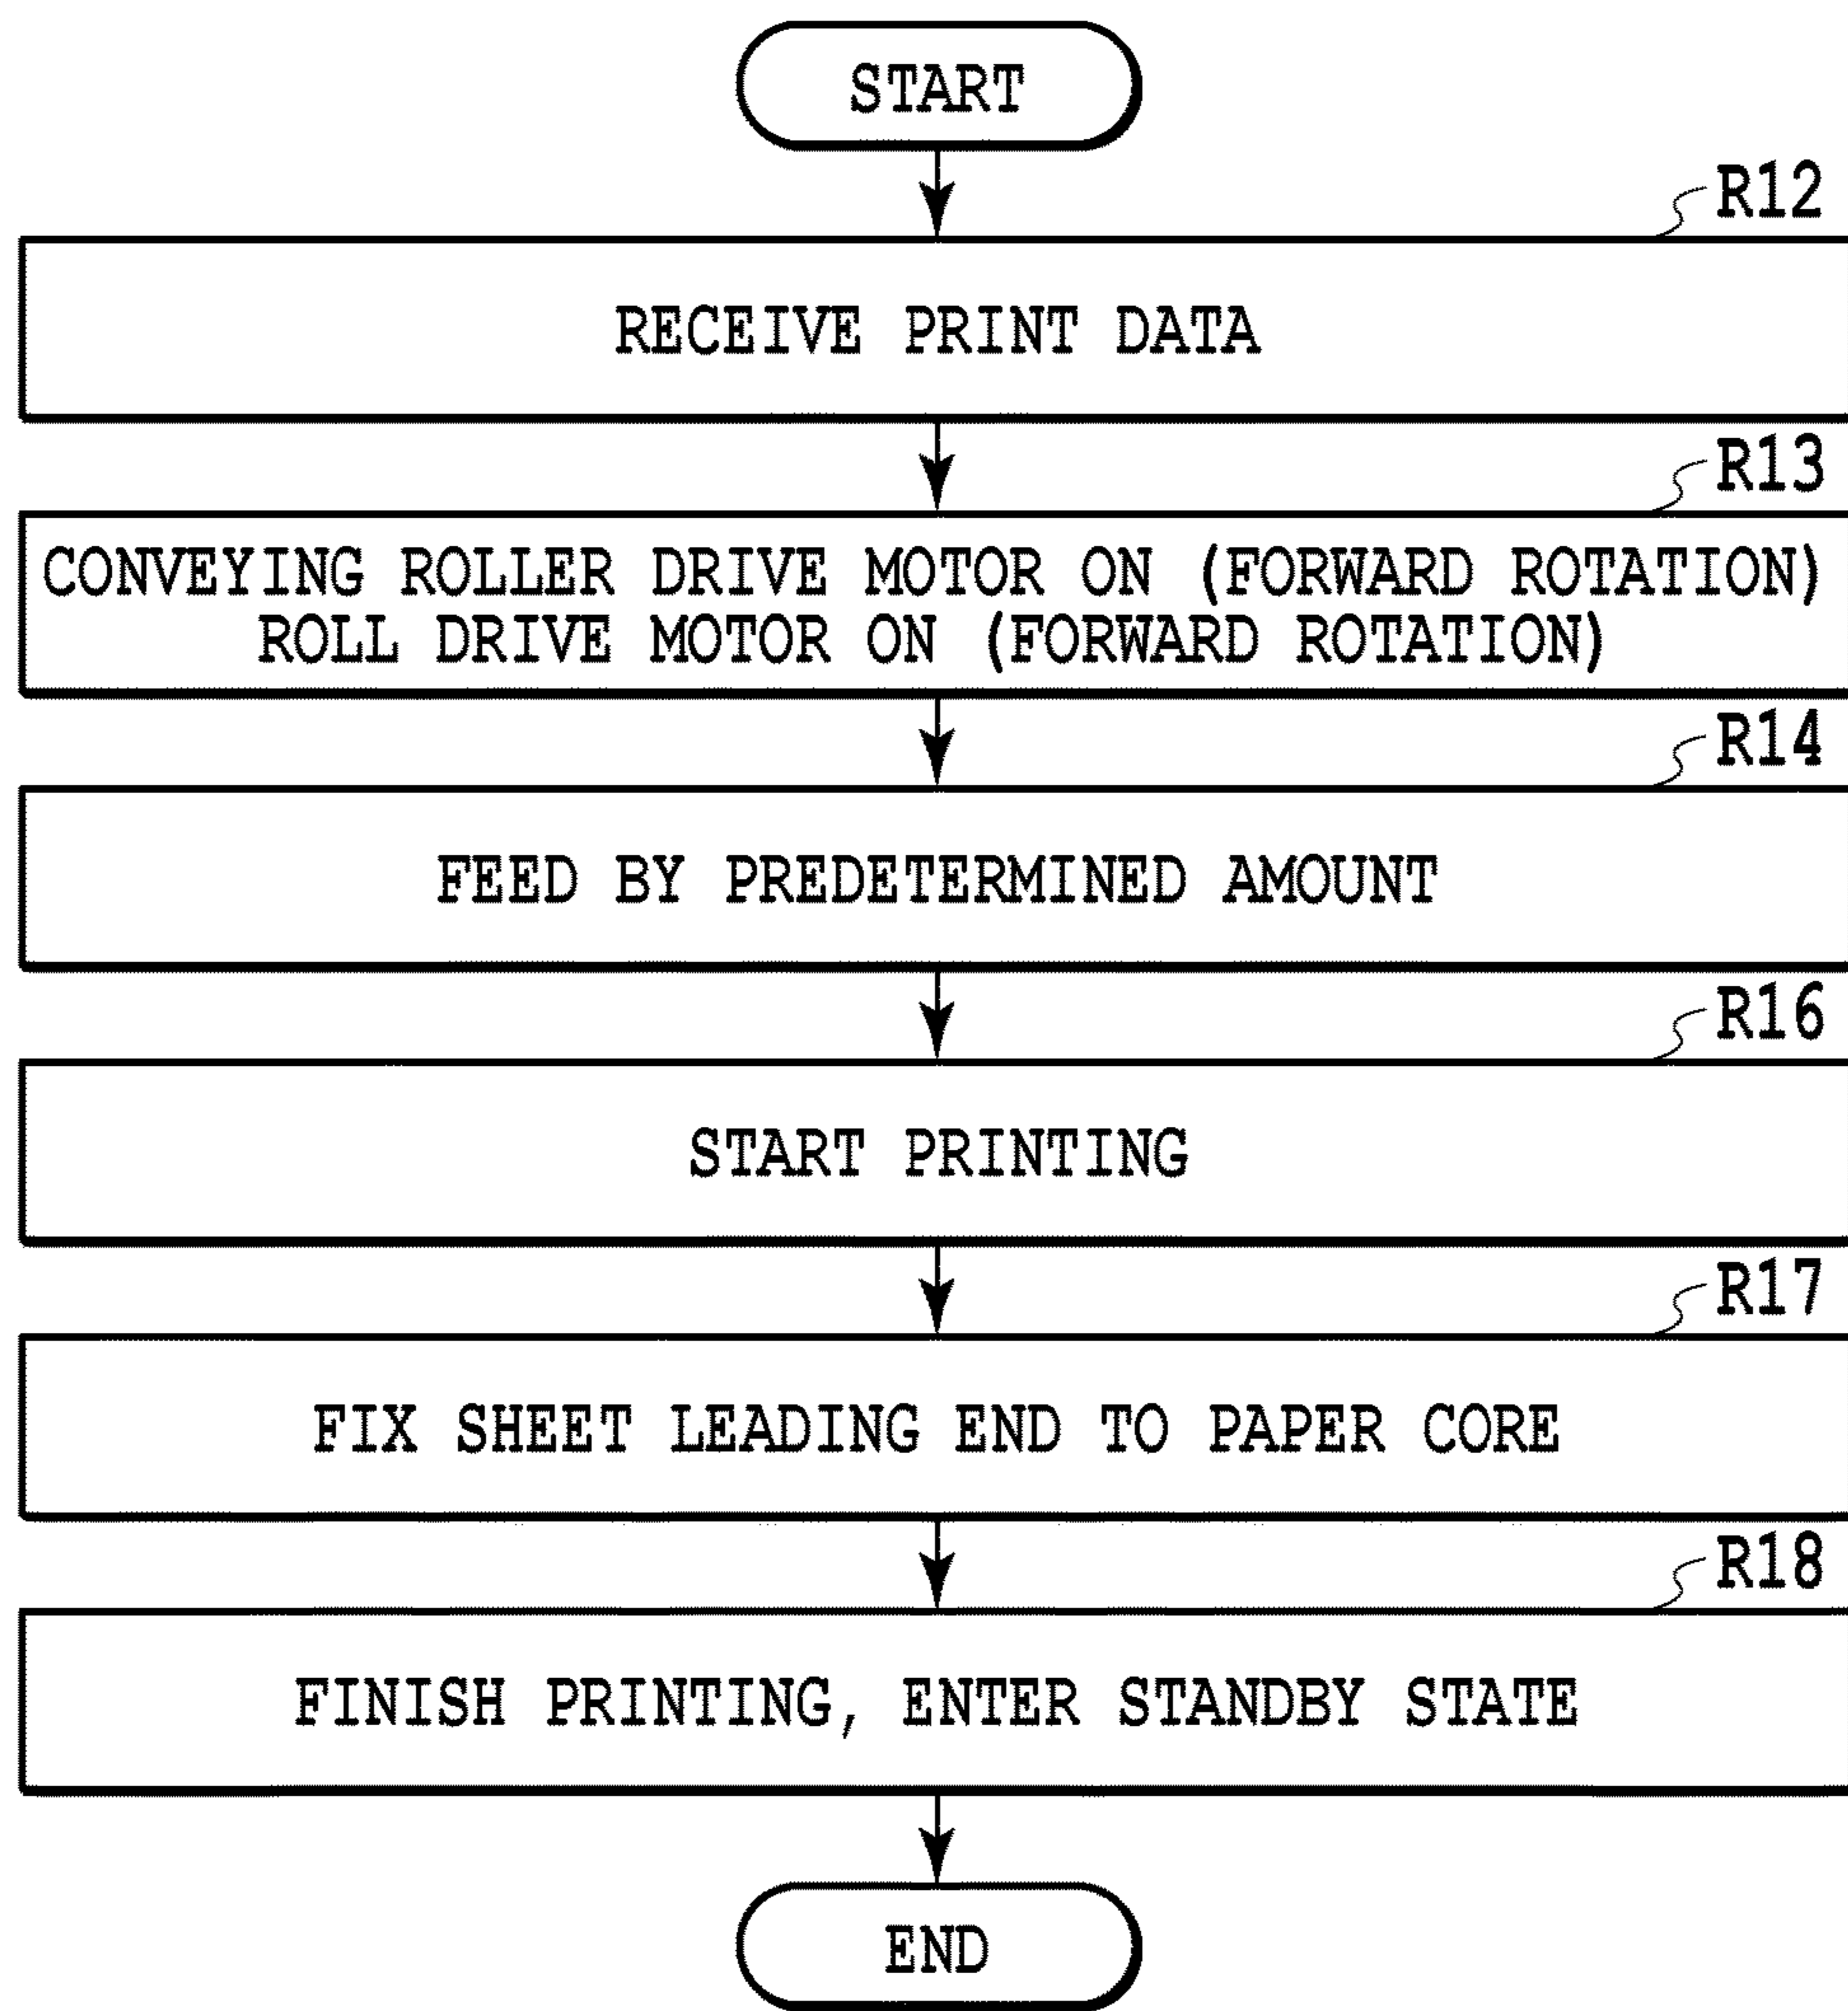 START
R12
RECEIVE PRINT DATA
R13
CONVEYING ROLLER DRIVE MOTOR ON (FORWARD ROTATION)
ROLL DRIVE MOTOR ON (FORWARD ROTATION)
R14
FEED BY PREDETERMINED AMOUNT
R16
START PRINTING
R17
FIX SHEET LEADING END TO PAPER CORE
R18
FINISH PRINTING, ENTER STANDBY STATE
END